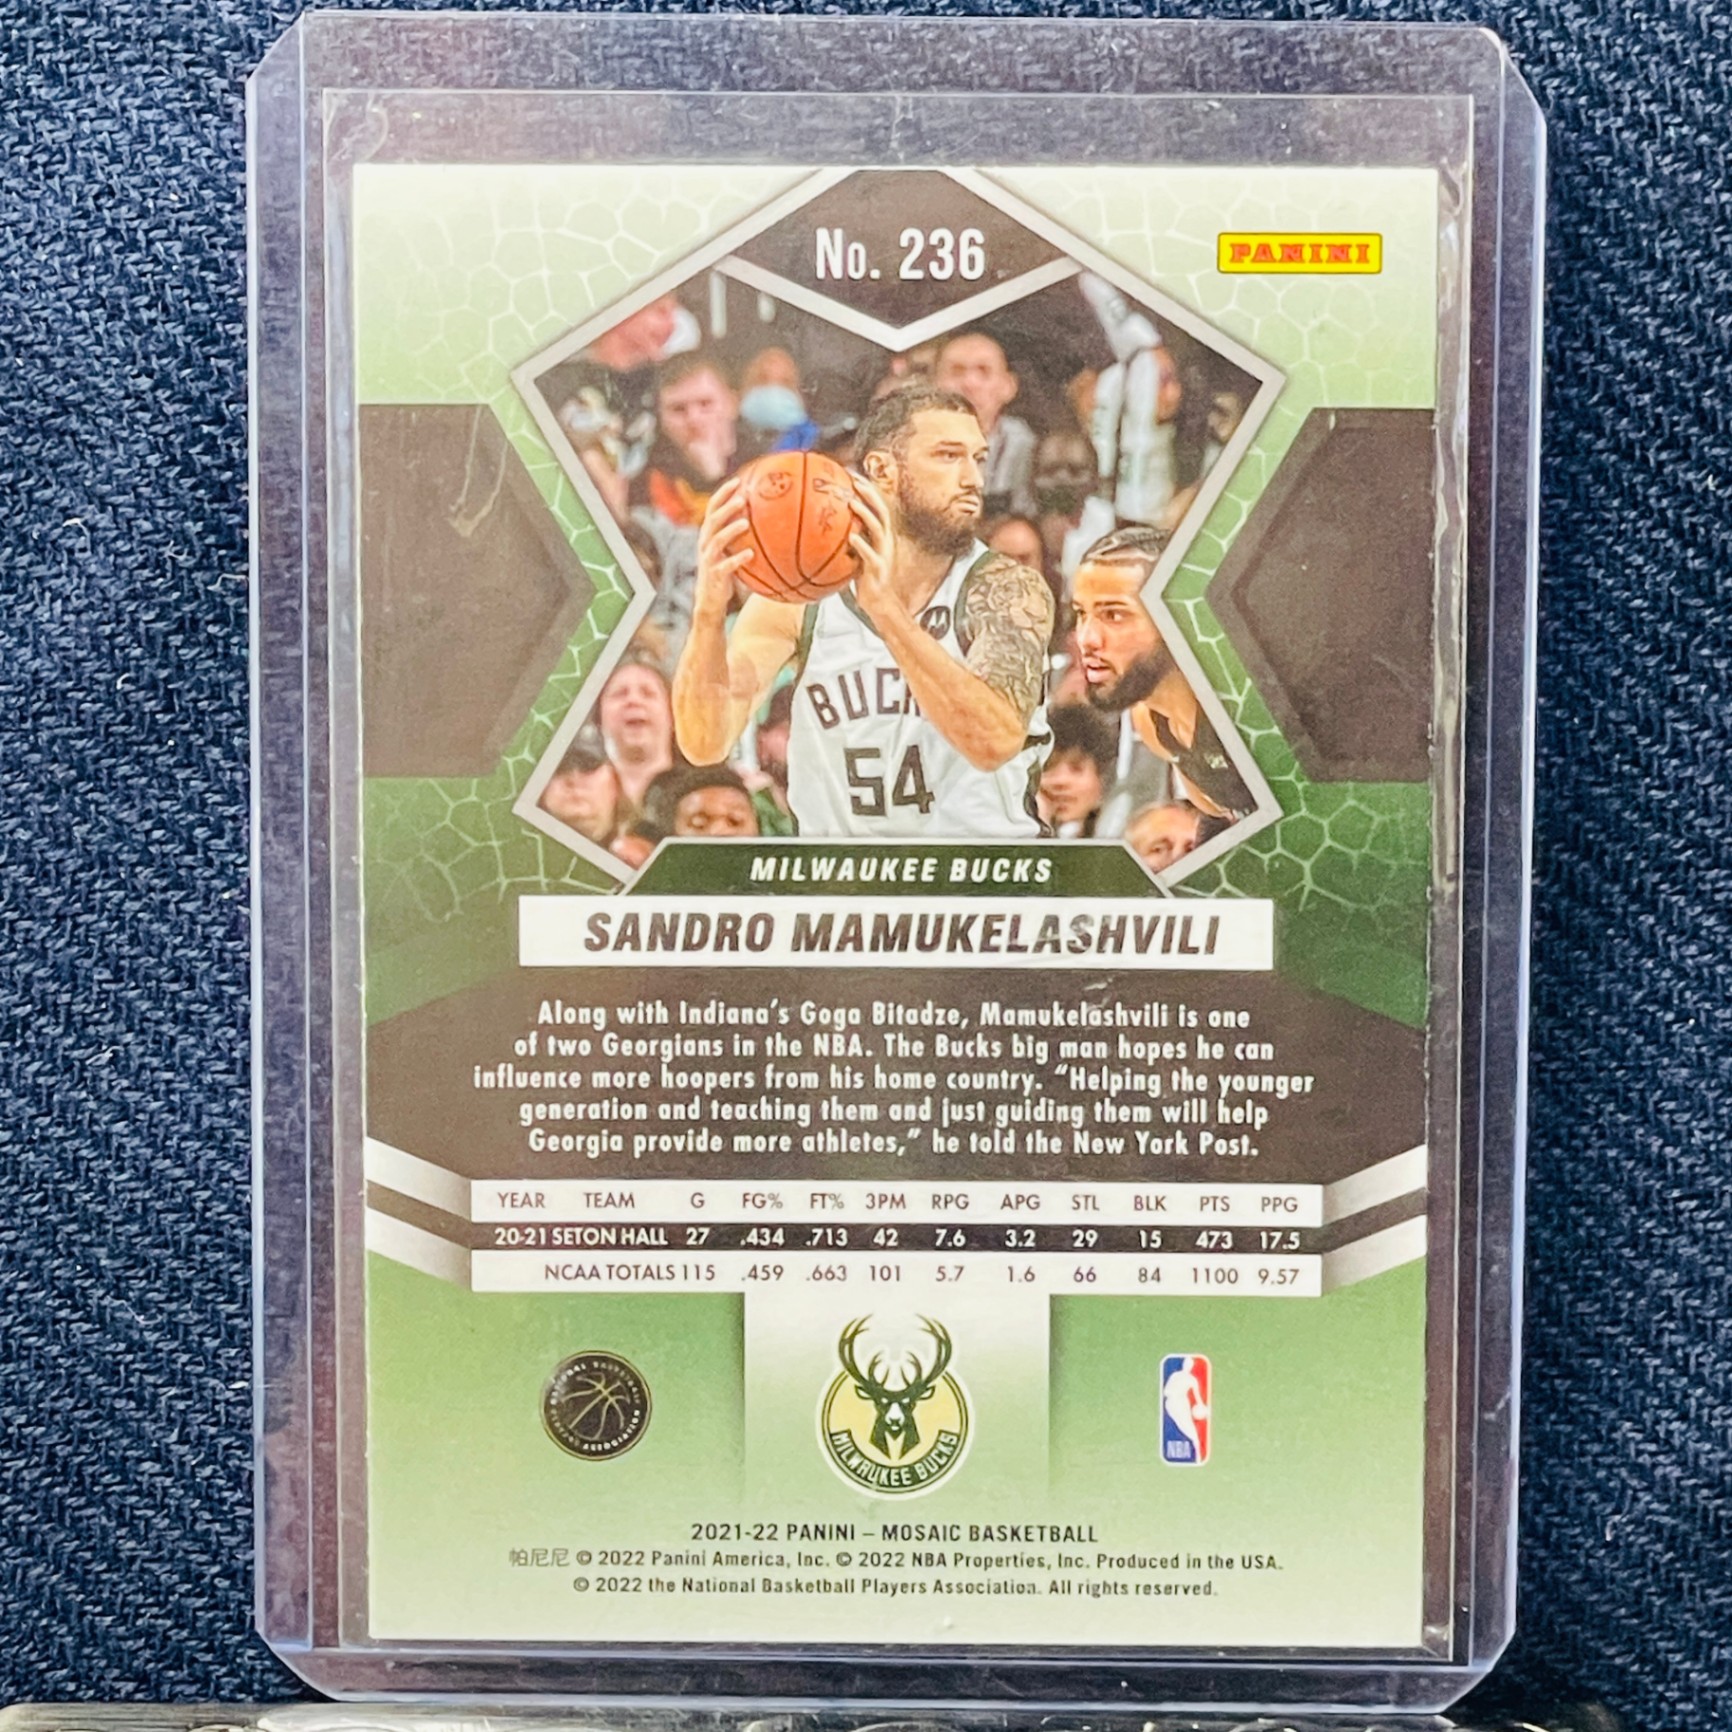 No. 236
PANINI
BUC
54
MILWAUKEE BUCKS
SANDRO MAMUKELASHVILI
Along with Indiana's Goga Bitadze, Mamukelashvili is one
of two Georgians in the NBA. The Bucks big man hopes he can
influence more hoopers from his home country. "Helping the younger
generation and teaching them and just guiding them will help
Georgia provide more athletes," he told the New York Post.
YEAR TEAM G FG% FT% 3PM RPG APG STL BLK PTS PPG
20-21 SETON HALL 27 .434 .713 42 7.6 3.2 29 15 473 17.5
NCAA TOTALS 115 .459 .663 101 5.7 1.6 66 84 1100 9.57
MILWAUKEE BUCKS
NBA
2021-22 PANINI – MOSAIC BASKETBALL
帕尼尼 © 2022 Panini America, Inc. © 2022 NBA Properties, Inc. Produced in the USA.
© 2022 the National Basketball Players Association. All rights reserved.